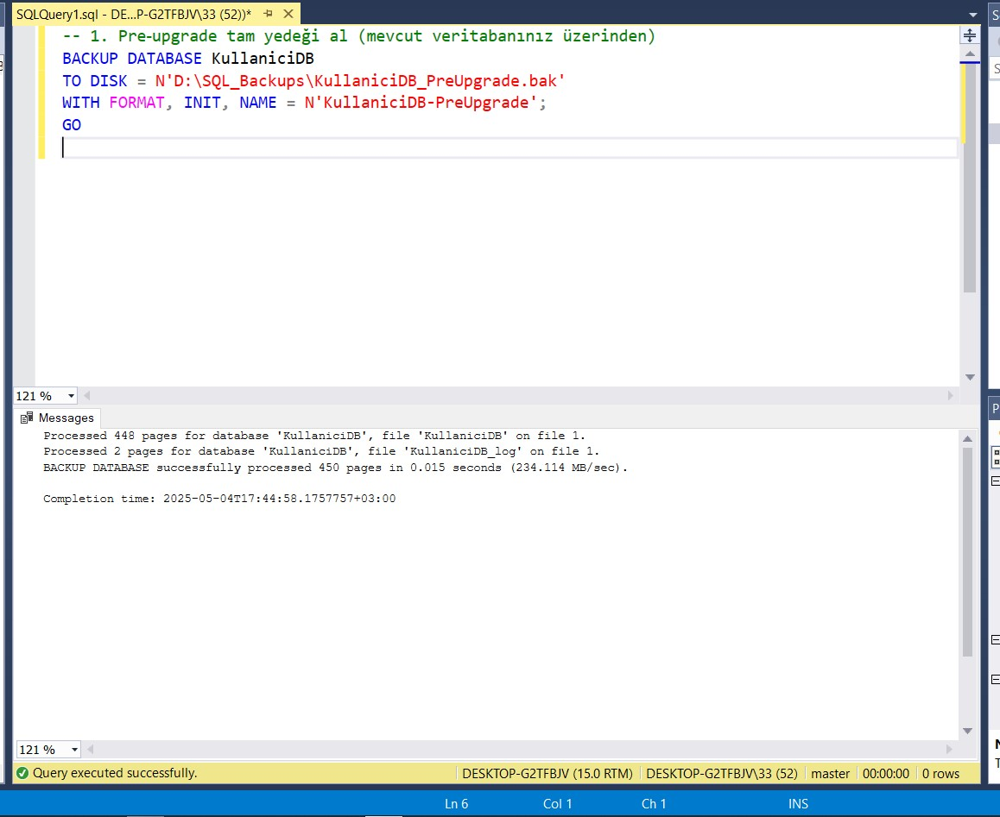 SQLQuery1.sql - DE...P-G2TFBJV\33 (52))*
-- 1. Pre-upgrade tam yedeği al (mevcut veritabanınız üzerinden)
BACKUP DATABASE KullaniciDB
TO DISK = N'D:\SQL_Backups\KullaniciDB_PreUpgrade.bak'
WITH FORMAT, INIT, NAME = N'KullaniciDB-PreUpgrade';
GO
121 %
Messages
Processed 448 pages for database 'KullaniciDB', file 'KullaniciDB' on file 1.
Processed 2 pages for database 'KullaniciDB', file 'KullaniciDB_log' on file 1.
BACKUP DATABASE successfully processed 450 pages in 0.015 seconds (234.114 MB/sec).
Completion time: 2025-05-04T17:44:58.1757757+03:00
121 %
Query executed successfully. DESKTOP-G2TFBJV (15.0 RTM) DESKTOP-G2TFBJV\33 (52) master 00:00:00 0 rows
Ln 6 Col 1 Ch 1 INS